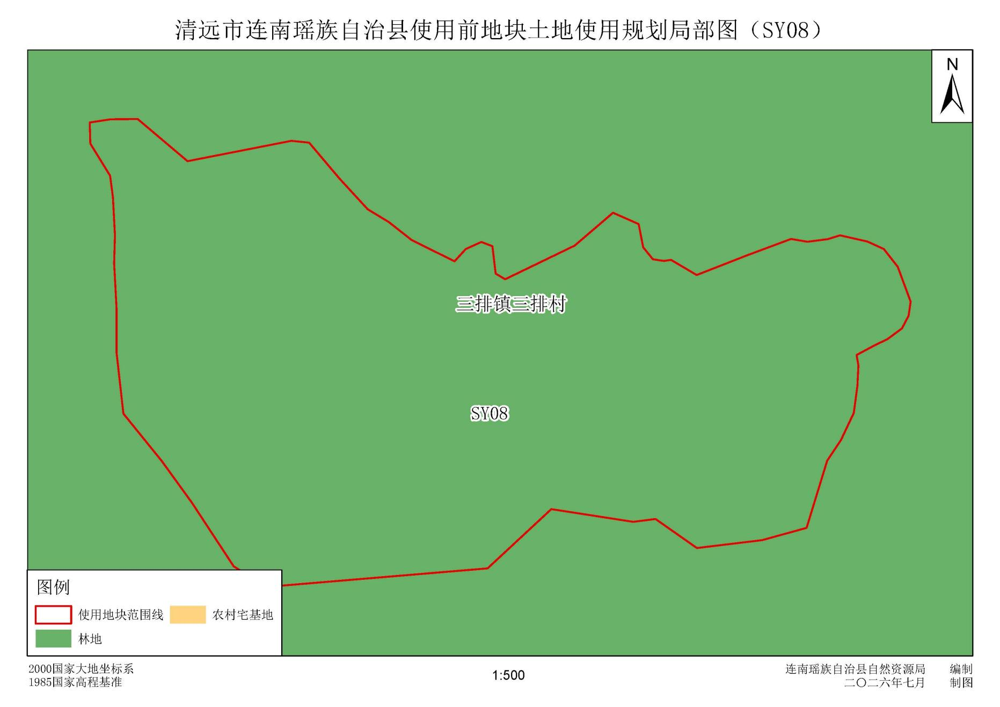 清远市连南瑶族自治县使用前地块土地使用规划局部图（SY08）
N
三排镇三排村
SY08
图例
使用地块范围线
农村宅基地
林地
2000国家大地坐标系
1985国家高程基准
1:500
连南瑶族自治县自然资源局 编制
二〇二六年七月 制图